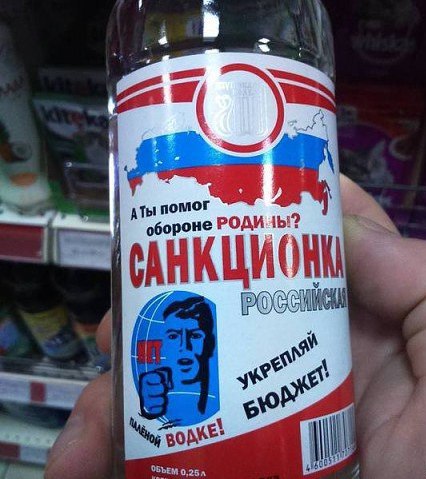 А Ты помог
обороне РОДИНЫ?
САНКЦИОНКА
РОССИЙСКАЯ
НЕТ
ПАЛЁНОЙ ВОДКЕ!
УКРЕПЛЯЙ
БЮДЖЕТ!
ОБЪЕМ 0,25 Л